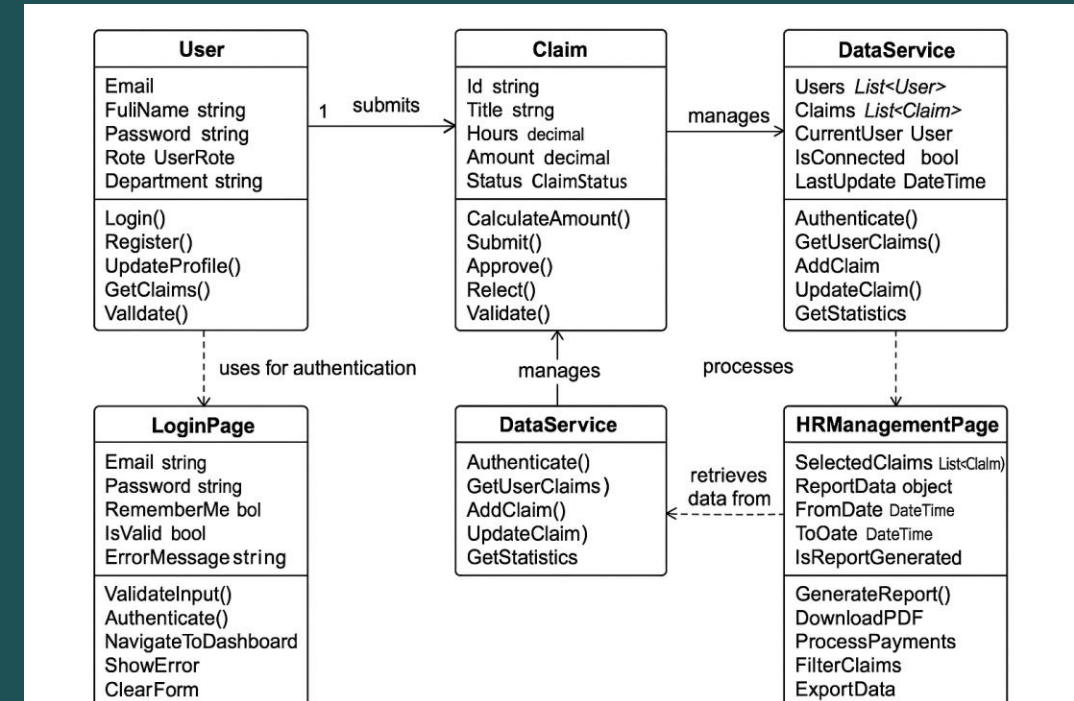 User
Email
FuliName string
Password string
Rote UserRote
Department string
Login()
Register()
UpdateProfile()
GetClaims()
Valldate()
1 submits
Claim
Id string
Title strng
Hours decimal
Amount decimal
Status ClaimStatus
CalculateAmount()
Submit()
Approve()
Relect()
Validate()
manages
DataService
Users List<User>
Claims List<Claim>
CurrentUser User
IsConnected bool
LastUpdate DateTime
Authenticate()
GetUserClaims()
AddClaim
UpdateClaim()
GetStatistics
uses for authentication
manages
processes
LoginPage
Email string
Password string
RememberMe bol
IsValid bool
ErrorMessage string
ValidateInput()
Authenticate()
NavigateToDashboard
ShowError
ClearForm
DataService
Authenticate()
GetUserClaims)
AddClaim()
UpdateClaim)
GetStatistics
retrieves
data from
HRManagementPage
SelectedClaims List<Clalm)
ReportData object
FromDate DateTime
ToOate DateTime
IsReportGenerated
GenerateReport()
DownloadPDF
ProcessPayments
FilterClaims
ExportData